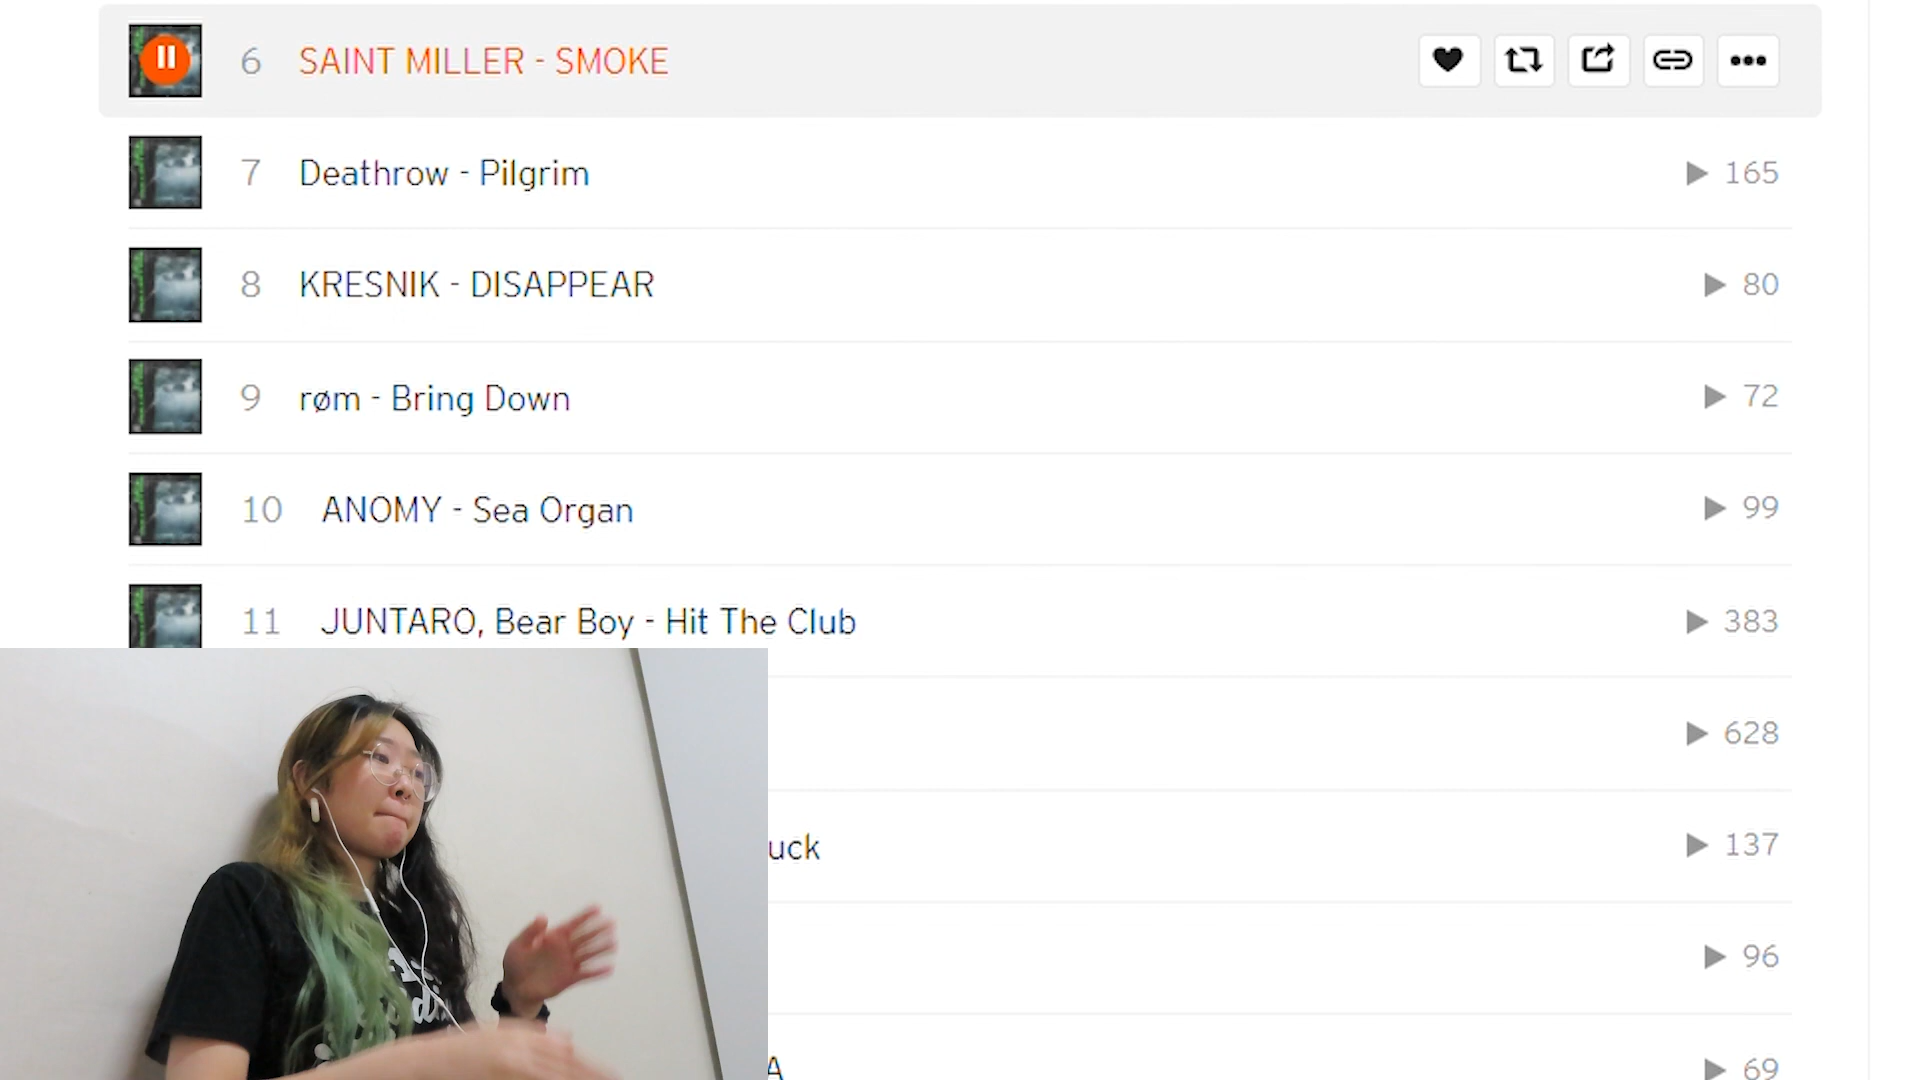 6 SAINT MILLER - SMOKE
7 Deathrow - Pilgrim 165
8 KRESNIK - DISAPPEAR 80
9 røm - Bring Down 72
10 ANOMY - Sea Organ 99
11 JUNTARO, Bear Boy - Hit The Club 383
628
uck 137
96
A 69